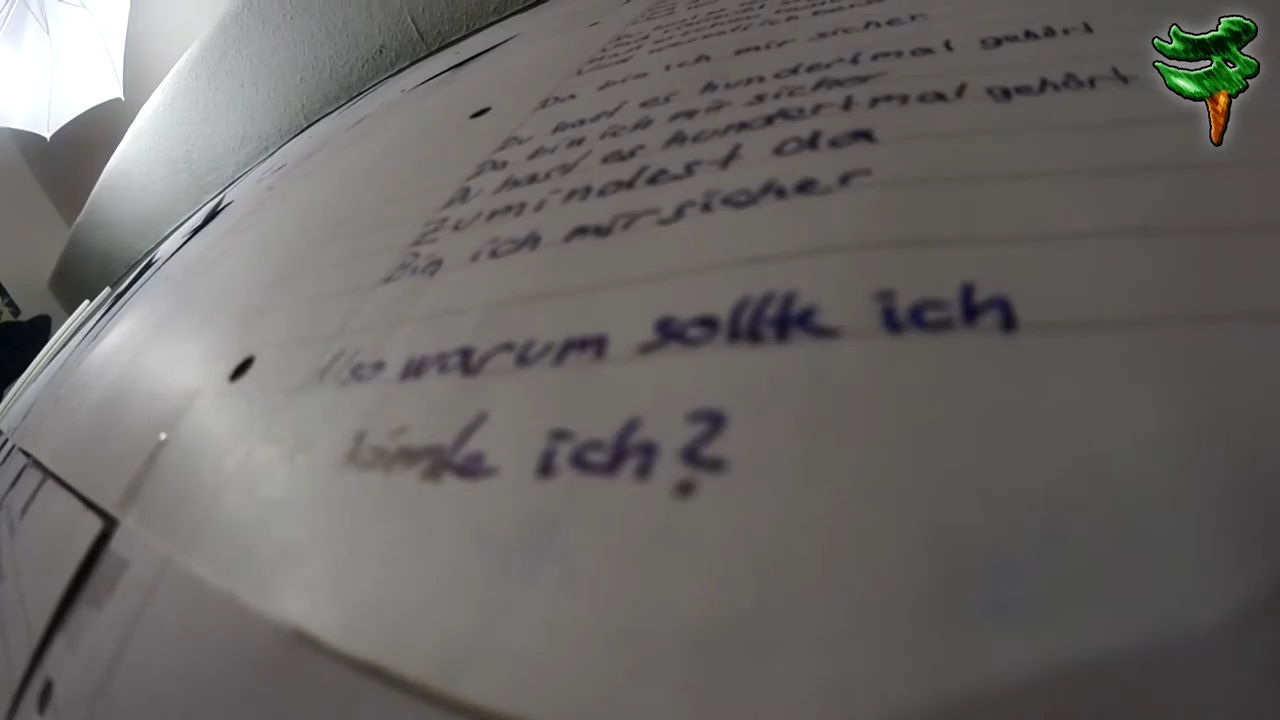 Da bin ich mir sicher
Du hast es hundertmal gehört
Da bin ich mir sicher
Du hast es hundertmal gehört
Zumindest da
Bin ich mir sicher
Also warum sollte ich
ich?